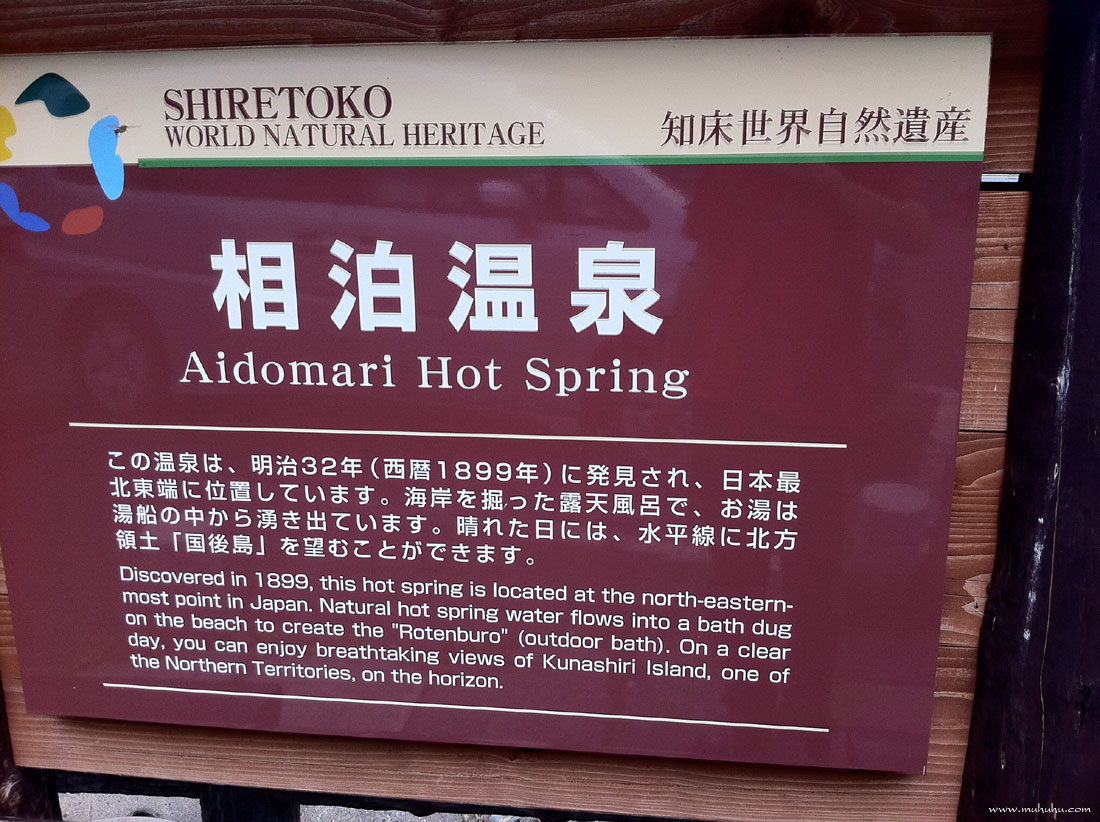 SHIRETOKO
WORLD NATURAL HERITAGE
知床世界自然遺産
相泊温泉
Aidomari Hot Spring
この温泉は、明治32年（西暦1899年）に発見され、日本最
北東端に位置しています。海岸を掘った露天風呂で、お湯は
湯船の中から湧き出ています。晴れた日には、水平線に北方
領土「国後島」を望むことができます。
Discovered in 1899, this hot spring is located at the north-eastern-
most point in Japan. Natural hot spring water flows into a bath dug
on the beach to create the "Rotenburo" (outdoor bath). On a clear
day, you can enjoy breathtaking views of Kunashiri Island, one of
the Northern Territories, on the horizon.
www.muhuhu.com